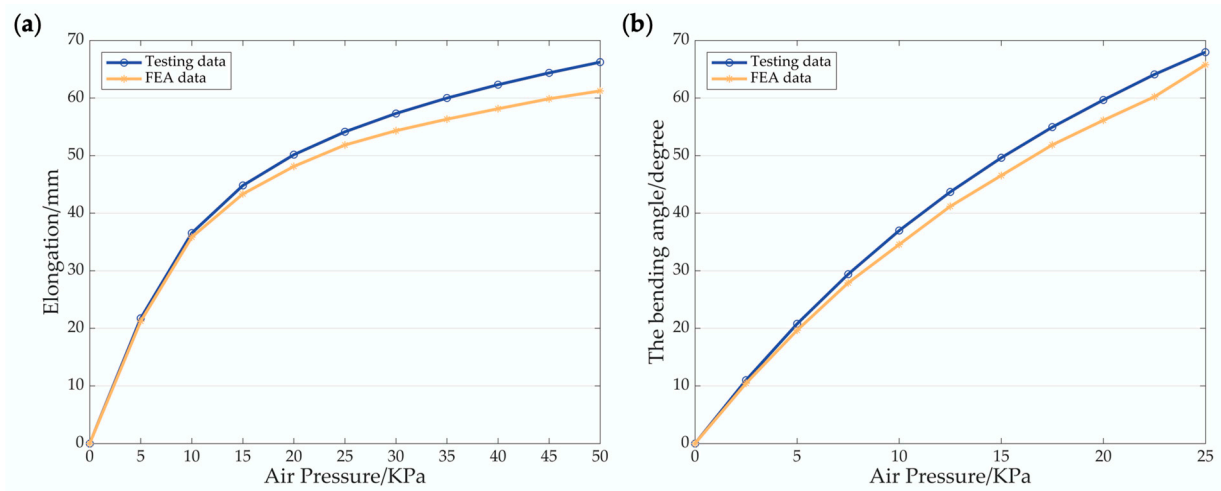 (a)
70
60
50
40
30
20
10
0
Elongation/mm
Testing data
FEA data
0 5 10 15 20 25 30 35 40 45 50
Air Pressure/KPa
(b)
70
60
50
40
30
20
10
0
The bending angle/degree
Testing data
FEA data
0 5 10 15 20 25
Air Pressure/KPa